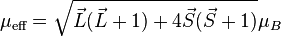 μ_eff = √(L⃗(L⃗ + 1) + 4S⃗(S⃗ + 1)) μ_B